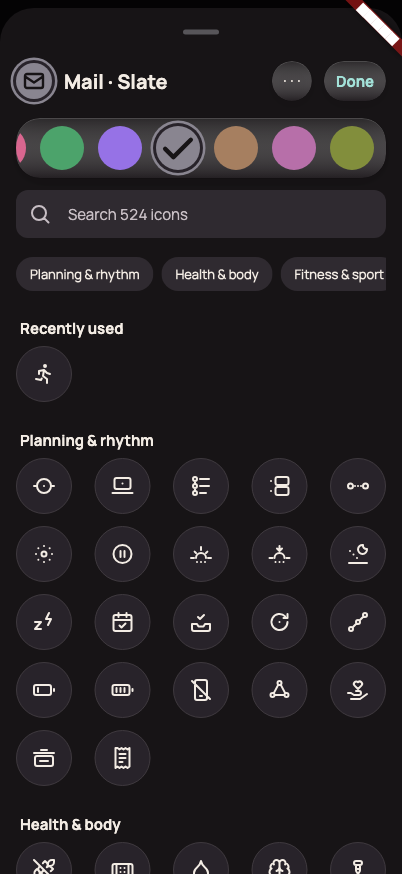 Mail · Slate
Done
Search 524 icons
Planning & rhythm
Health & body
Fitness & sport
Recently used
Planning & rhythm
Health & body